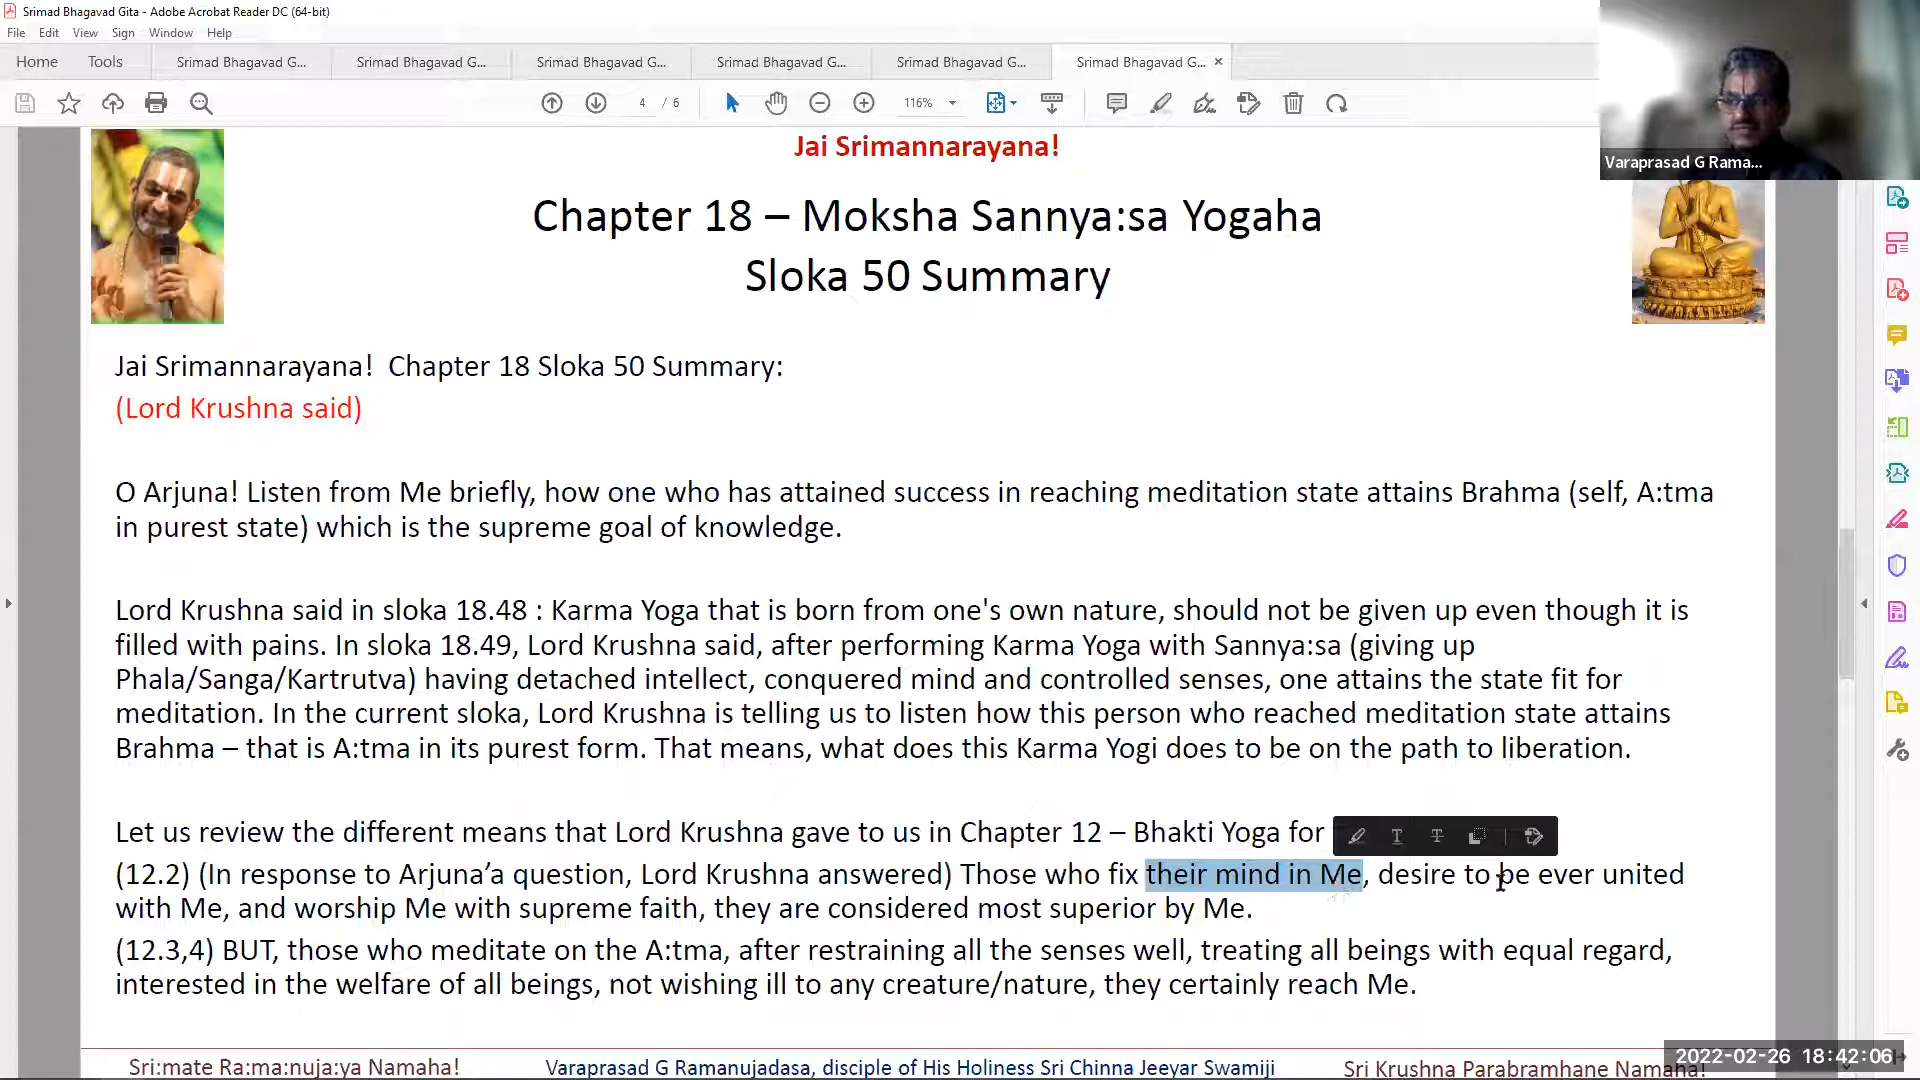 Srimad Bhagavad Gita - Adobe Acrobat Reader DC (64-bit)
File Edit View Sign Window Help
Home Tools Srimad Bhagavad G... Srimad Bhagavad G... Srimad Bhagavad G... Srimad Bhagavad G... Srimad Bhagavad G... Srimad Bhagavad G... ×
4 / 6 116%
Varaprasad G Rama...
Jai Srimannarayana!
Chapter 18 – Moksha Sannya:sa Yogaha
Sloka 50 Summary
Jai Srimannarayana! Chapter 18 Sloka 50 Summary:
(Lord Krushna said)
O Arjuna! Listen from Me briefly, how one who has attained success in reaching meditation state attains Brahma (self, A:tma
in purest state) which is the supreme goal of knowledge.
Lord Krushna said in sloka 18.48 : Karma Yoga that is born from one's own nature, should not be given up even though it is
filled with pains. In sloka 18.49, Lord Krushna said, after performing Karma Yoga with Sannya:sa (giving up
Phala/Sanga/Kartrutva) having detached intellect, conquered mind and controlled senses, one attains the state fit for
meditation. In the current sloka, Lord Krushna is telling us to listen how this person who reached meditation state attains
Brahma – that is A:tma in its purest form. That means, what does this Karma Yogi does to be on the path to liberation.
Let us review the different means that Lord Krushna gave to us in Chapter 12 – Bhakti Yoga for
(12.2) (In response to Arjuna’a question, Lord Krushna answered) Those who fix their mind in Me, desire to be ever united
with Me, and worship Me with supreme faith, they are considered most superior by Me.
(12.3,4) BUT, those who meditate on the A:tma, after restraining all the senses well, treating all beings with equal regard,
interested in the welfare of all beings, not wishing ill to any creature/nature, they certainly reach Me.
Sri:mate Ra:ma:nuja:ya Namaha! Varaprasad G Ramanujadasa, disciple of His Holiness Sri Chinna Jeeyar Swamiji Sri Krushna Parabramhane Namaha!
2022-02-26 18:42:06